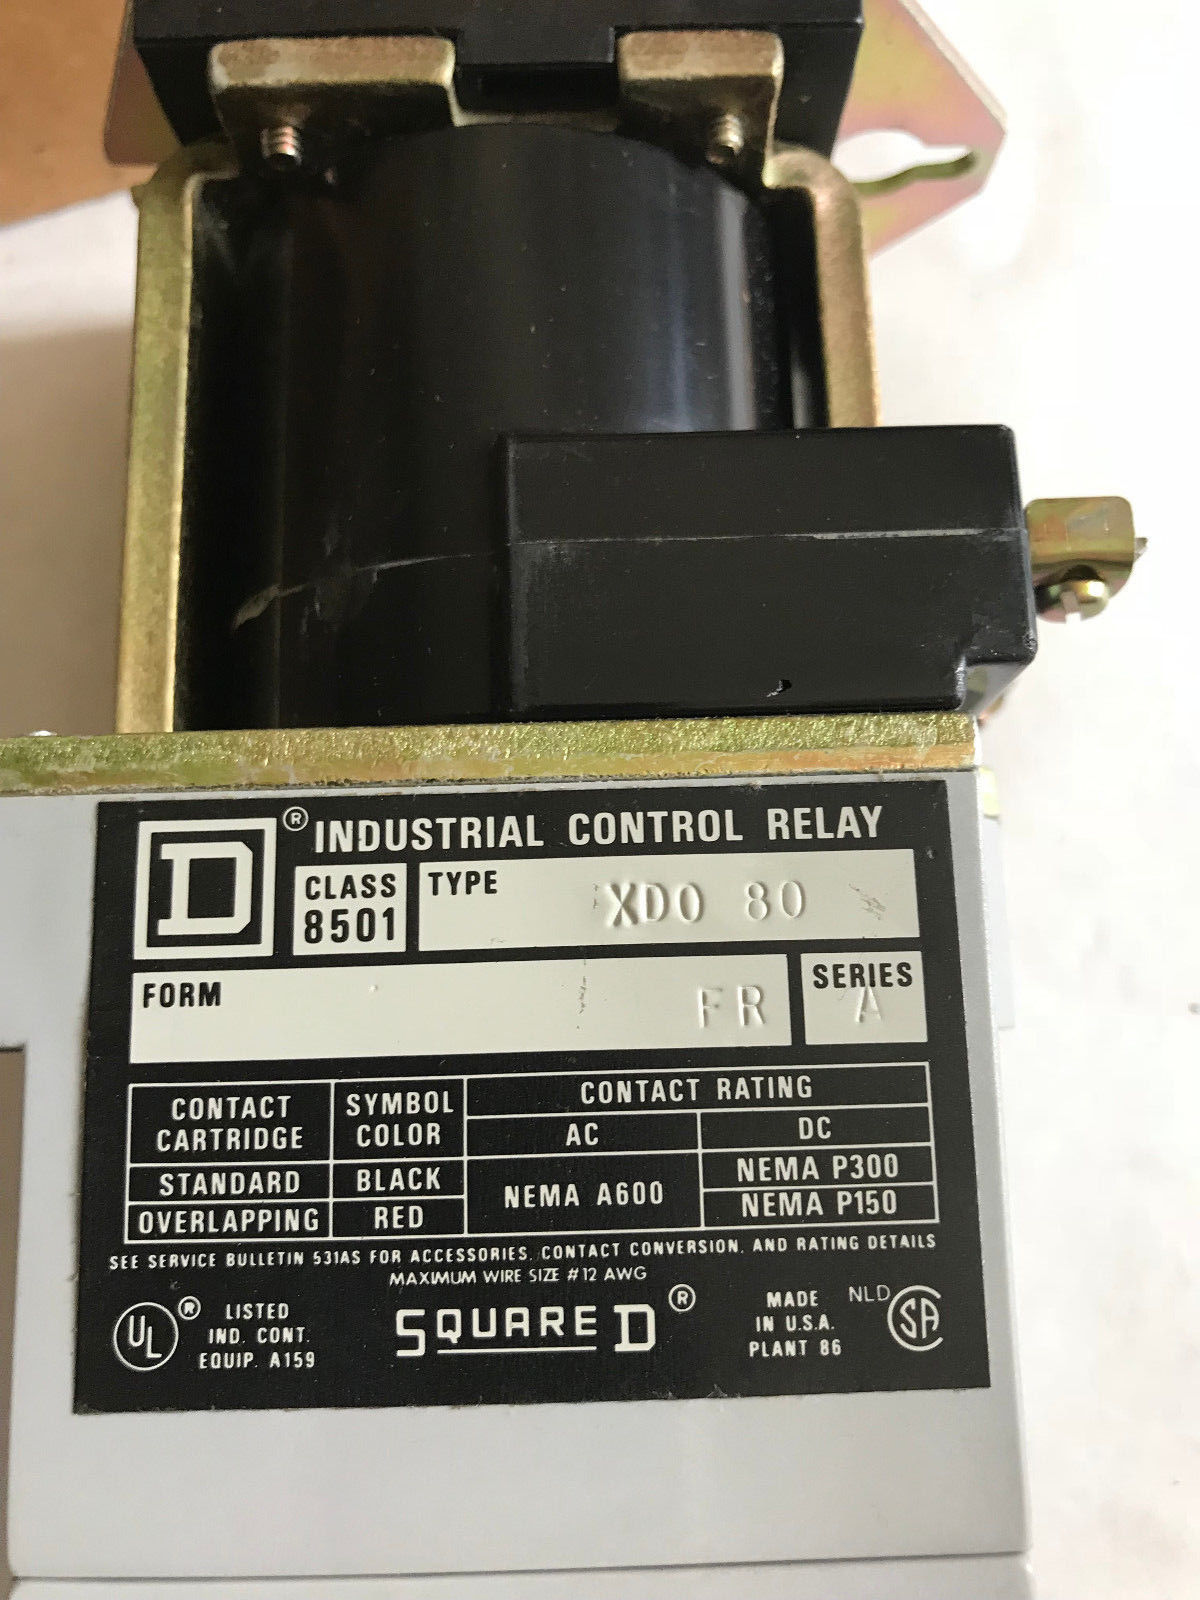 D ® INDUSTRIAL CONTROL RELAY
CLASS 8501
TYPE XDO 80
FORM FR
SERIES A
CONTACT CARTRIDGE
SYMBOL COLOR
CONTACT RATING
AC
DC
STANDARD
BLACK
NEMA A600
NEMA P300
OVERLAPPING
RED
NEMA P150
SEE SERVICE BULLETIN 531AS FOR ACCESSORIES, CONTACT CONVERSION, AND RATING DETAILS
MAXIMUM WIRE SIZE #12 AWG
UL ® LISTED
IND. CONT.
EQUIP. A159
SQUARE D ®
MADE
IN U.S.A.
PLANT 86
NLD
SA